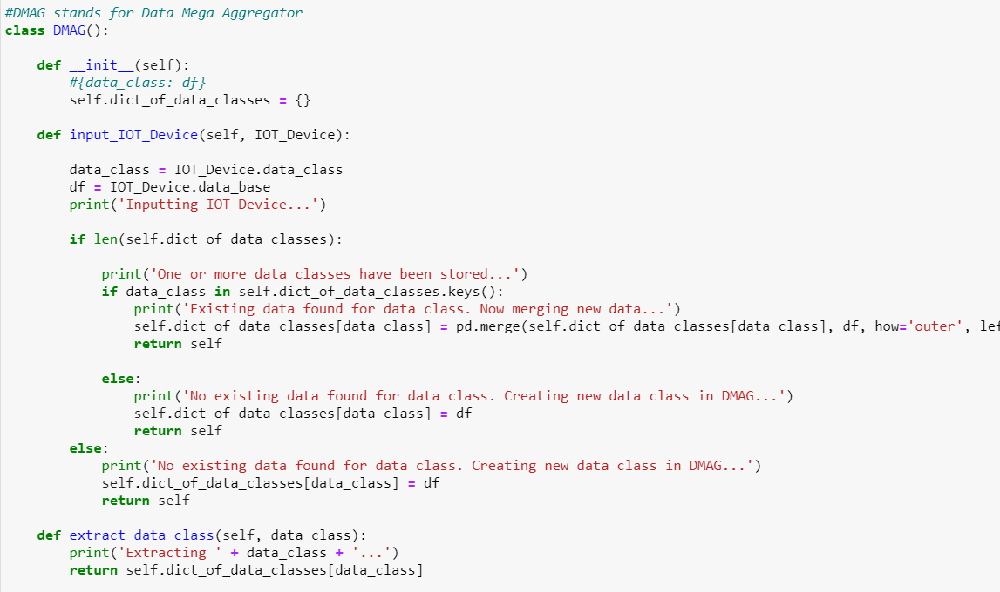 #DMAG stands for Data Mega Aggregator
class DMAG():
    def __init__(self):
        #{data_class: df}
        self.dict_of_data_classes = {}
    def input_IOT_Device(self, IOT_Device):
        data_class = IOT_Device.data_class
        df = IOT_Device.data_base
        print('Inputting IOT Device...')
        if len(self.dict_of_data_classes):
            print('One or more data classes have been stored...')
            if data_class in self.dict_of_data_classes.keys():
                print('Existing data found for data class. Now merging new data...')
                self.dict_of_data_classes[data_class] = pd.merge(self.dict_of_data_classes[data_class], df, how='outer',
                return self
            else:
                print('No existing data found for data class. Creating new data class in DMAG...')
                self.dict_of_data_classes[data_class] = df
                return self
        else:
            print('No existing data found for data class. Creating new data class in DMAG...')
            self.dict_of_data_classes[data_class] = df
            return self
    def extract_data_class(self, data_class):
        print('Extracting ' + data_class + '...')
        return self.dict_of_data_classes[data_class]